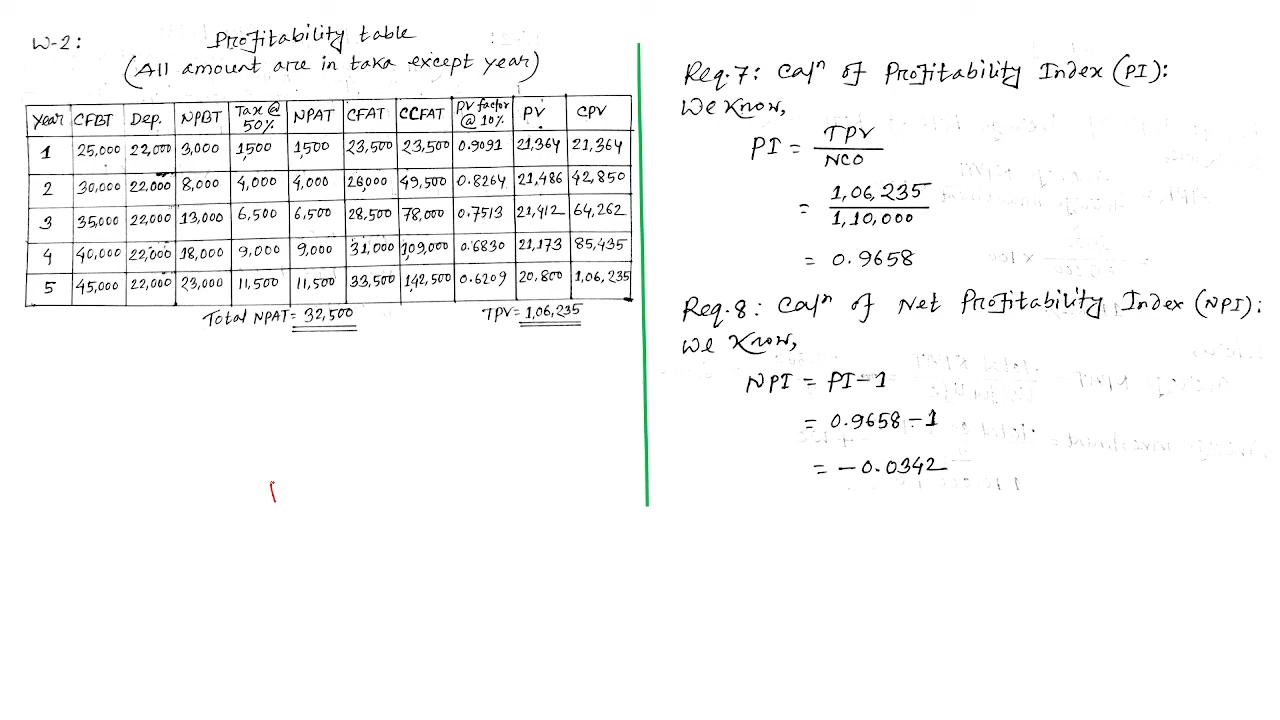 W-2: Profitability table
(All amount are in taka except year)
Year CFBT Dep. NPBT Tax @ 50% NPAT CFAT CCFAT PV factor @ 10% PV CPV
1 25,000 22,000 3,000 1,500 1,500 23,500 23,500 0.9091 21,364 21,364
2 30,000 22,000 8,000 4,000 4,000 26,000 49,500 0.8264 21,486 42,850
3 35,000 22,000 13,000 6,500 6,500 28,500 78,000 0.7513 21,412 64,262
4 40,000 22,000 18,000 9,000 9,000 31,000 109,000 0.6830 21,173 85,435
5 45,000 22,000 23,000 11,500 11,500 33,500 142,500 0.6209 20,800 1,06,235
Total NPAT = 32,500 TPV = 1,06,235
Req.7: Calⁿ of Profitability Index (PI):
We know,
PI = TPV / NCO
= 1,06,235 / 1,10,000
= 0.9658
Req.8: Calⁿ of Net Profitability Index (NPI):
We know,
NPI = PI-1
= 0.9658-1
= -0.0342